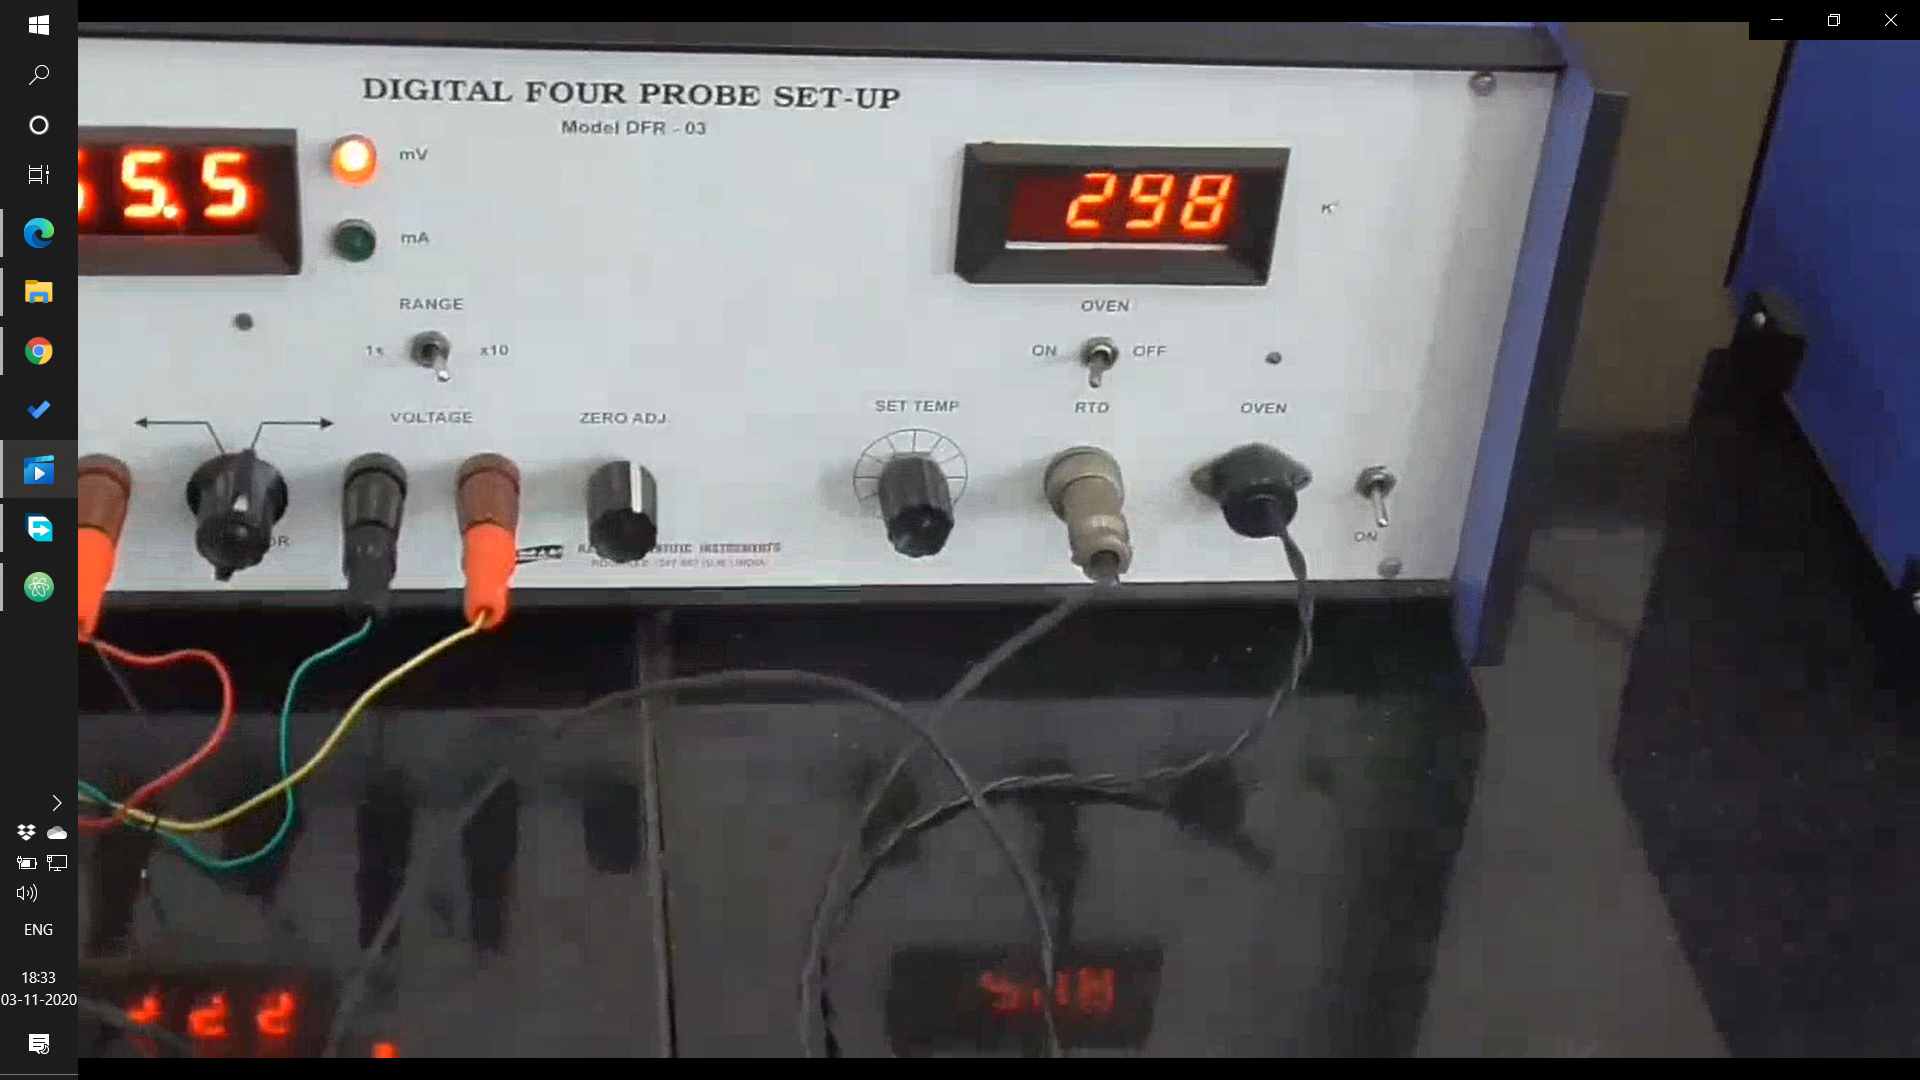 DIGITAL FOUR PROBE SET-UP
Model DFR - 03
5.5
mV
mA
298
K
RANGE
x10
OVEN
ON
OFF
VOLTAGE
ZERO ADJ.
SET TEMP
RTD
OVEN
ON
INSTRUMENTS
ENG
18:33
03-11-2020